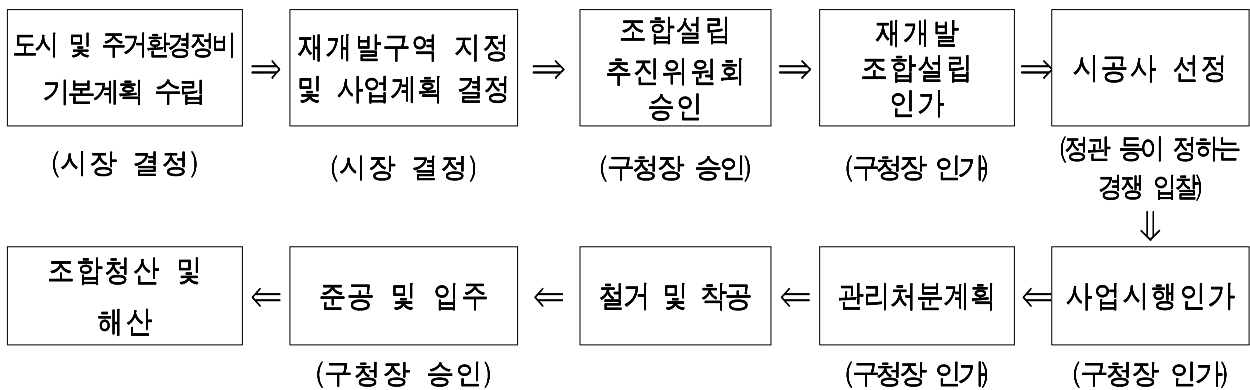 도시 및 주거환경정비
기본계획 수립
⇒
재개발구역 지정
및 사업계획 결정
⇒
조합설립
추진위원회
승인
⇒
재개발
조합설립
인가
⇒
시공사 선정
(시장 결정)
(시장 결정)
(구청장 승인)
(구청장 인가)
(정관 등이 정하는
경쟁 입찰)
⇓
사업시행인가
(구청장 인가)
⇐
관리처분계획
(구청장 인가)
⇐
철거 및 착공
⇐
준공 및 입주
(구청장 승인)
⇐
조합청산 및
해산